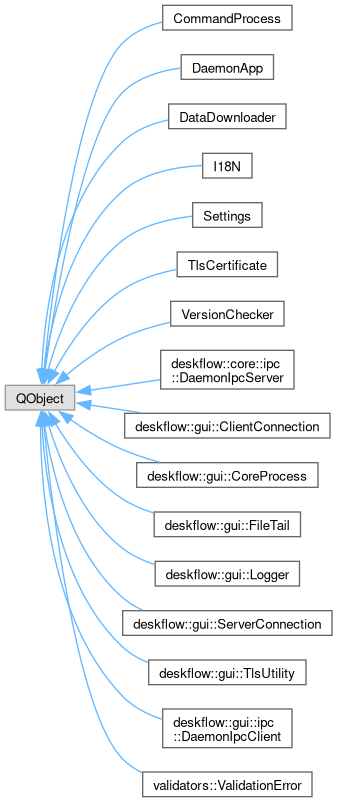 CommandProcess
DaemonApp
DataDownloader
I18N
Settings
TlsCertificate
VersionChecker
deskflow::core::ipc
::DaemonIpcServer
QObject
deskflow::gui::ClientConnection
deskflow::gui::CoreProcess
deskflow::gui::FileTail
deskflow::gui::Logger
deskflow::gui::ServerConnection
deskflow::gui::TlsUtility
deskflow::gui::ipc
::DaemonIpcClient
validators::ValidationError